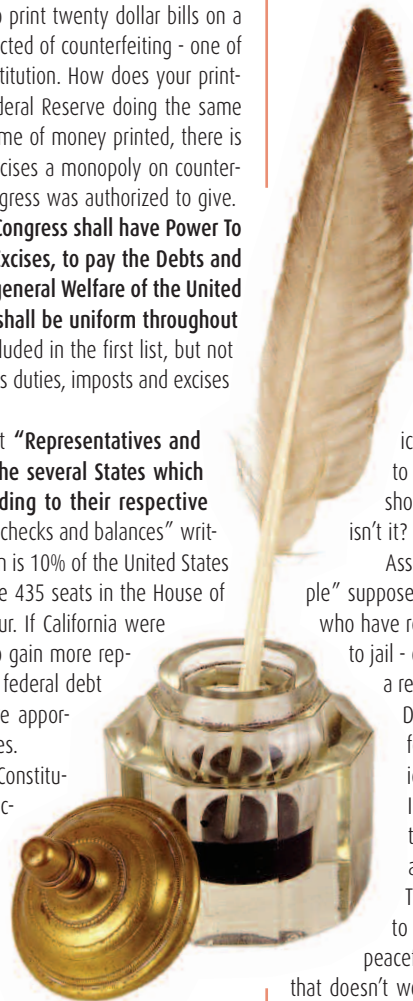 o print twenty dollar bills on a
cted of counterfeiting - one of
stitution. How does your print-
deral Reserve doing the same
me of money printed, there is
cises a monopoly on counter-
gress was authorized to give.
Congress shall have Power To
Excises, to pay the Debts and
general Welfare of the United
shall be uniform throughout
luded in the first list, but not
s duties, imposts and excises
t “Representatives and
he several States which
ding to their respective
checks and balances” writ-
n is 10% of the United States
e 435 seats in the House of
ur. If California were
o gain more rep-
federal debt
e appor-
es.
Constitu-
c-
ic
to
sho
isn’t it?
Ass
ple” suppose
who have re
to jail -
a re
D
f
i
I
t
a
T
to
peacef
that doesn’t we